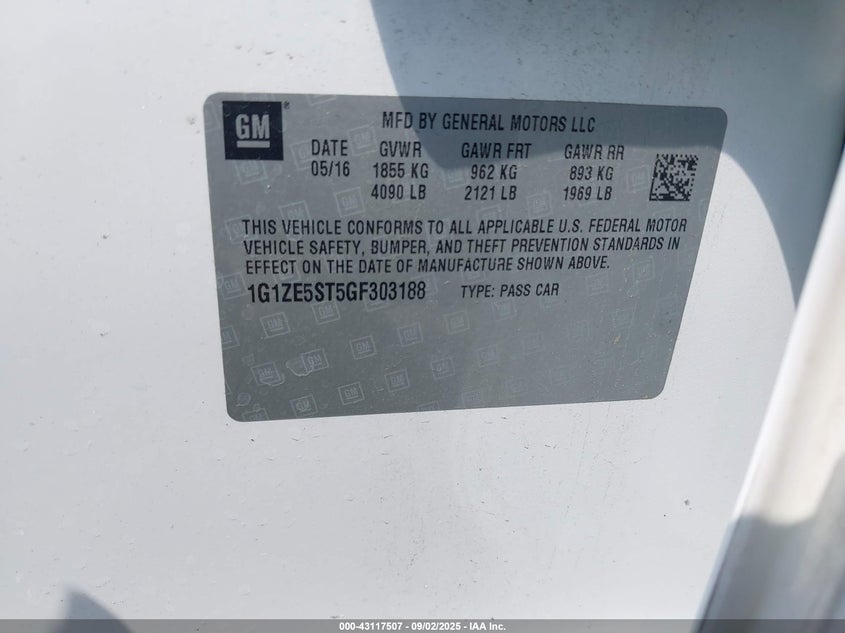 GM ®
MFD BY GENERAL MOTORS LLC
DATE GVWR GAWR FRT GAWR RR
05/16 1855 KG 962 KG 893 KG
4090 LB 2121 LB 1969 LB
THIS VEHICLE CONFORMS TO ALL APPLICABLE U.S. FEDERAL MOTOR
VEHICLE SAFETY, BUMPER, AND THEFT PREVENTION STANDARDS IN
EFFECT ON THE DATE OF MANUFACTURE SHOWN ABOVE.
1G1ZE5ST5GF303188 TYPE: PASS CAR
000-43117507 - 09/02/2025 - IAA Inc.